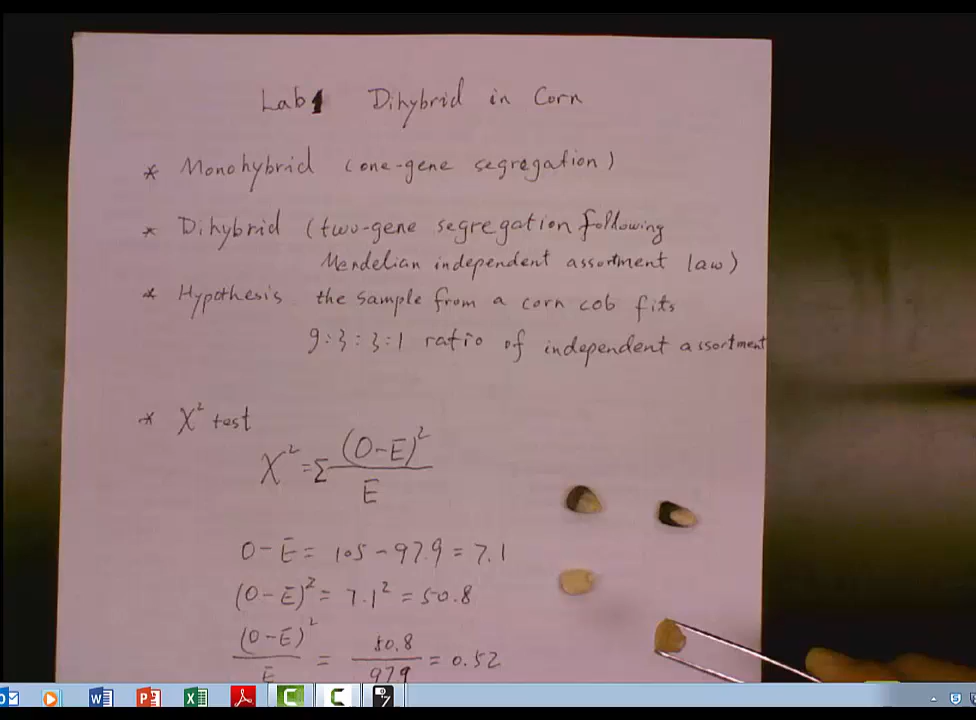 Lab 1 Dihybrid in Corn
* Monohybrid (one-gene segregation)
* Dihybrid (two-gene segregation following
Mendelian independent assortment law)
* Hypothesis the sample from a corn cob fits
9:3:3:1 ratio of independent assortment
* X² test
X² = Σ (O-E)² / E
O-E = 105 - 97.9 = 7.1
(O-E)² = 7.1² = 50.8
(O-E)² / E = 50.8 / 979 = 0.52